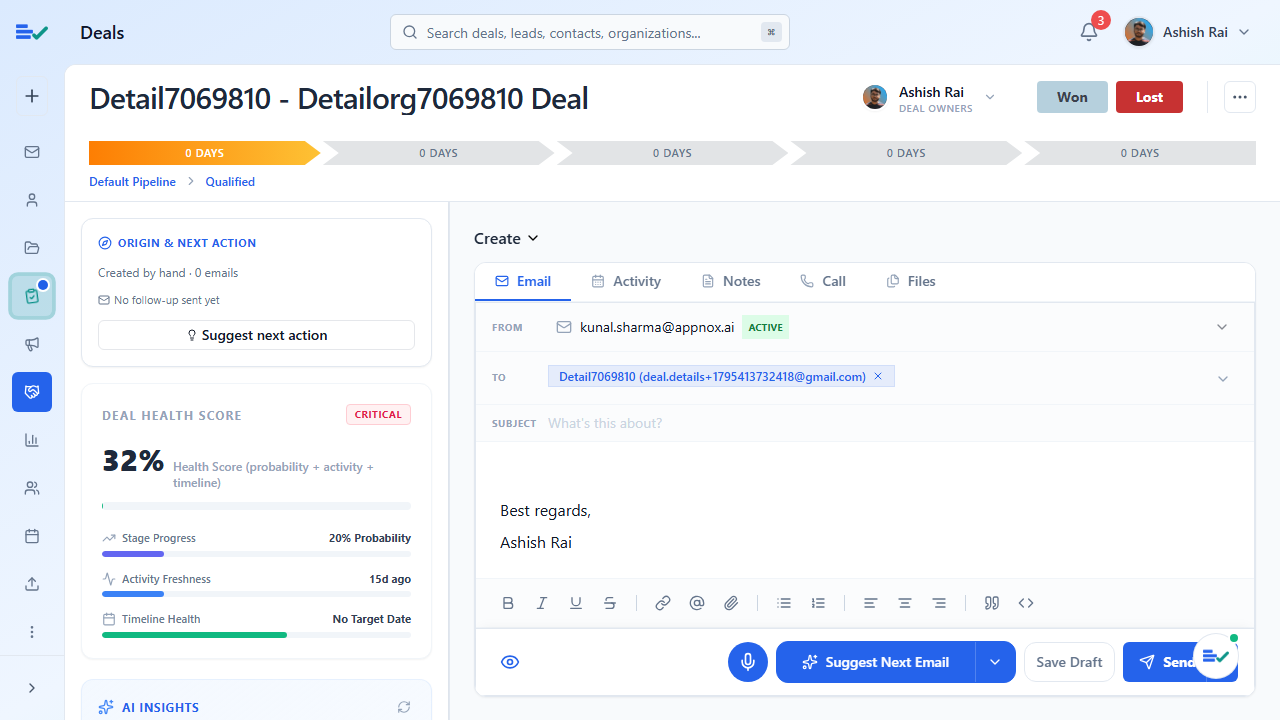 Deals
Search deals, leads, contacts, organizations...
⌘
3
Ashish Rai
Detail7069810 - Detailorg7069810 Deal
Ashish Rai
DEAL OWNERS
Won
Lost
0 DAYS
0 DAYS
0 DAYS
0 DAYS
0 DAYS
Default Pipeline
Qualified
ORIGIN & NEXT ACTION
Created by hand · 0 emails
No follow-up sent yet
Suggest next action
DEAL HEALTH SCORE
CRITICAL
32%
Health Score (probability + activity +
timeline)
Stage Progress
20% Probability
Activity Freshness
15d ago
Timeline Health
No Target Date
AI INSIGHTS
Create
Email
Activity
Notes
Call
Files
FROM
kunal.sharma@appnox.ai
ACTIVE
TO
Detail7069810 (deal.details+1795413732418@gmail.com)
SUBJECT
What's this about?
Best regards,
Ashish Rai
Suggest Next Email
Save Draft
Send